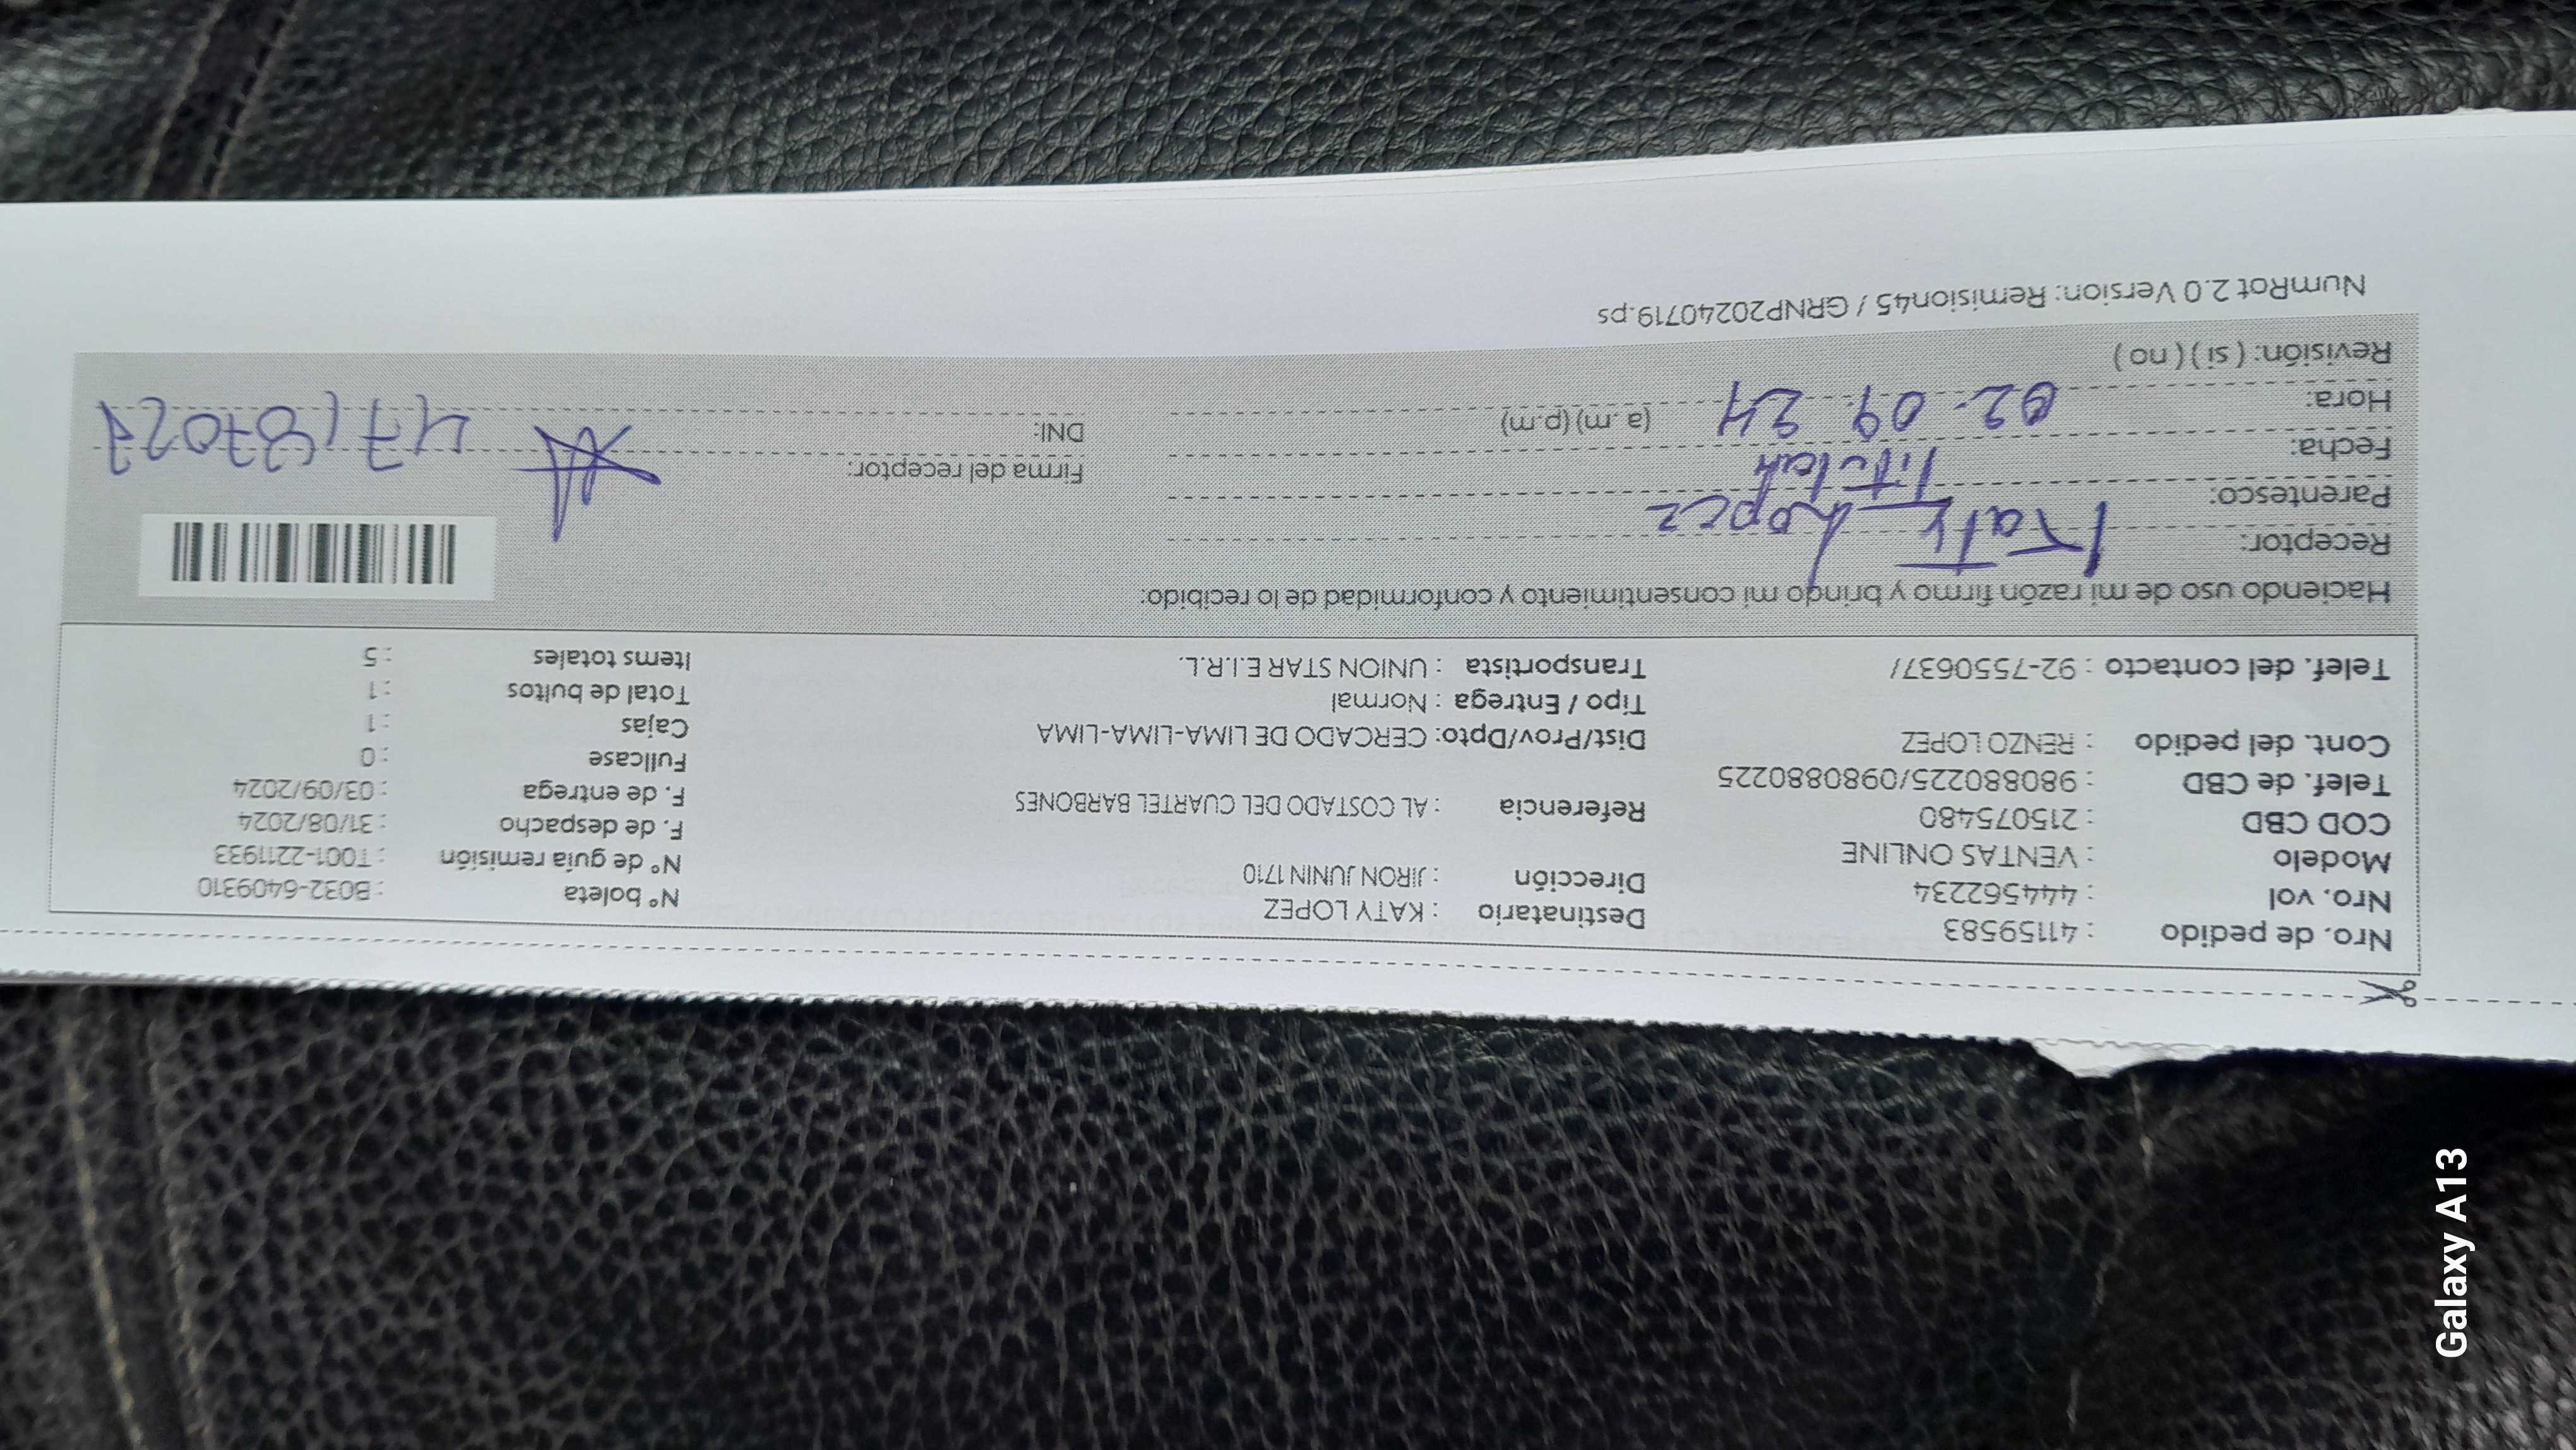 Nro. de pedido : 41159583
Nro. vol : 444562234
Modelo : VENTAS ONLINE
COD CBD : 215075480
Telef. de CBD : 980880225/0980880225
Cont. del pedido : RENZO LOPEZ
Telef. del contacto : 92-7550637/
Destinatario : KATY LOPEZ
Dirección : JIRON JUNIN 1710
Referencia : AL COSTADO DEL CUARTEL BARBONES
Dist/Prov/Dpto: CERCADO DE LIMA-LIMA-LIMA
Tipo / Entrega : Normal
Transportista : UNION STAR E.I.R.L.
N° boleta : B032-6409310
N° de guía remisión : T001-2211933
F. de despacho : 31/08/2024
F. de entrega : 03/09/2024
Fullcase : 0
Cajas : 1
Total de bultos : 1
Items totales : 5
Haciendo uso de mi razón firmo y brindo mi consentimiento y conformidad de lo recibido:
Receptor: Katy Lopez
Parentesco: Titular
Fecha: 02.09.24
Hora: (a.m) (p.m)
Revisión: ( si ) ( no )
Firma del receptor:
DNI: 47187021
NumRot 2.0 Version: Remision45 / GRNP20240719.ps
Galaxy A13